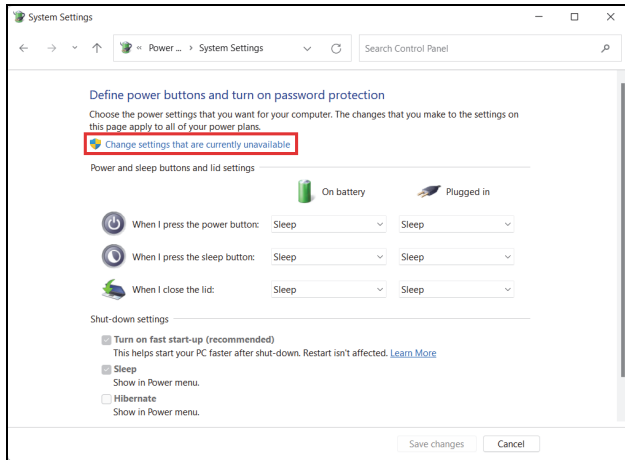 System Settings
« Power ... › System Settings
Search Control Panel
Define power buttons and turn on password protection
Choose the power settings that you want for your computer. The changes that you make to the settings on
this page apply to all of your power plans.
Change settings that are currently unavailable
Power and sleep buttons and lid settings
On battery Plugged in
When I press the power button: Sleep Sleep
When I press the sleep button: Sleep Sleep
When I close the lid: Sleep Sleep
Shut-down settings
Turn on fast start-up (recommended)
This helps start your PC faster after shut-down. Restart isn't affected. Learn More
Sleep
Show in Power menu.
Hibernate
Show in Power menu.
Save changes Cancel